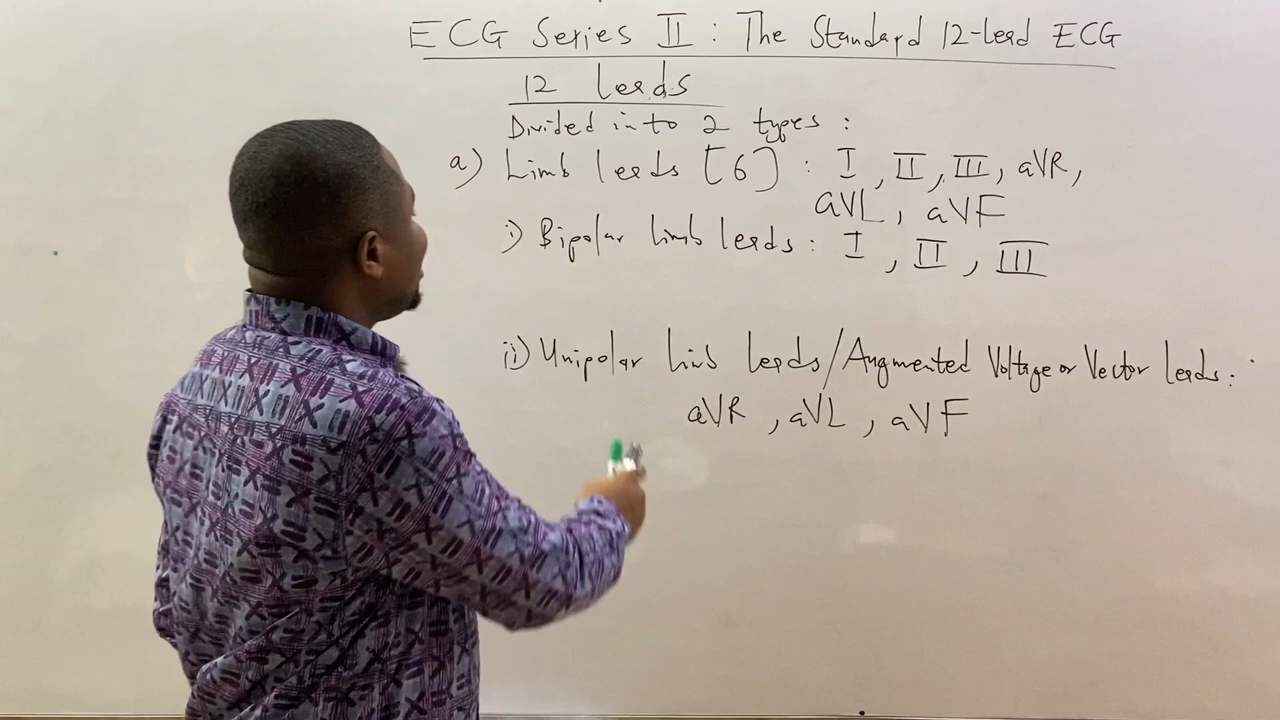 ECG Series II : The Standard 12-lead ECG
12 leads
Divided into 2 types :
a) Limb leads [6] : I, II, III, aVR,
aVL, aVF
i) Bipolar limb leads : I, II, III
ii) Unipolar limb leads/Augmented Voltage or Vector leads:
aVR, aVL, aVF